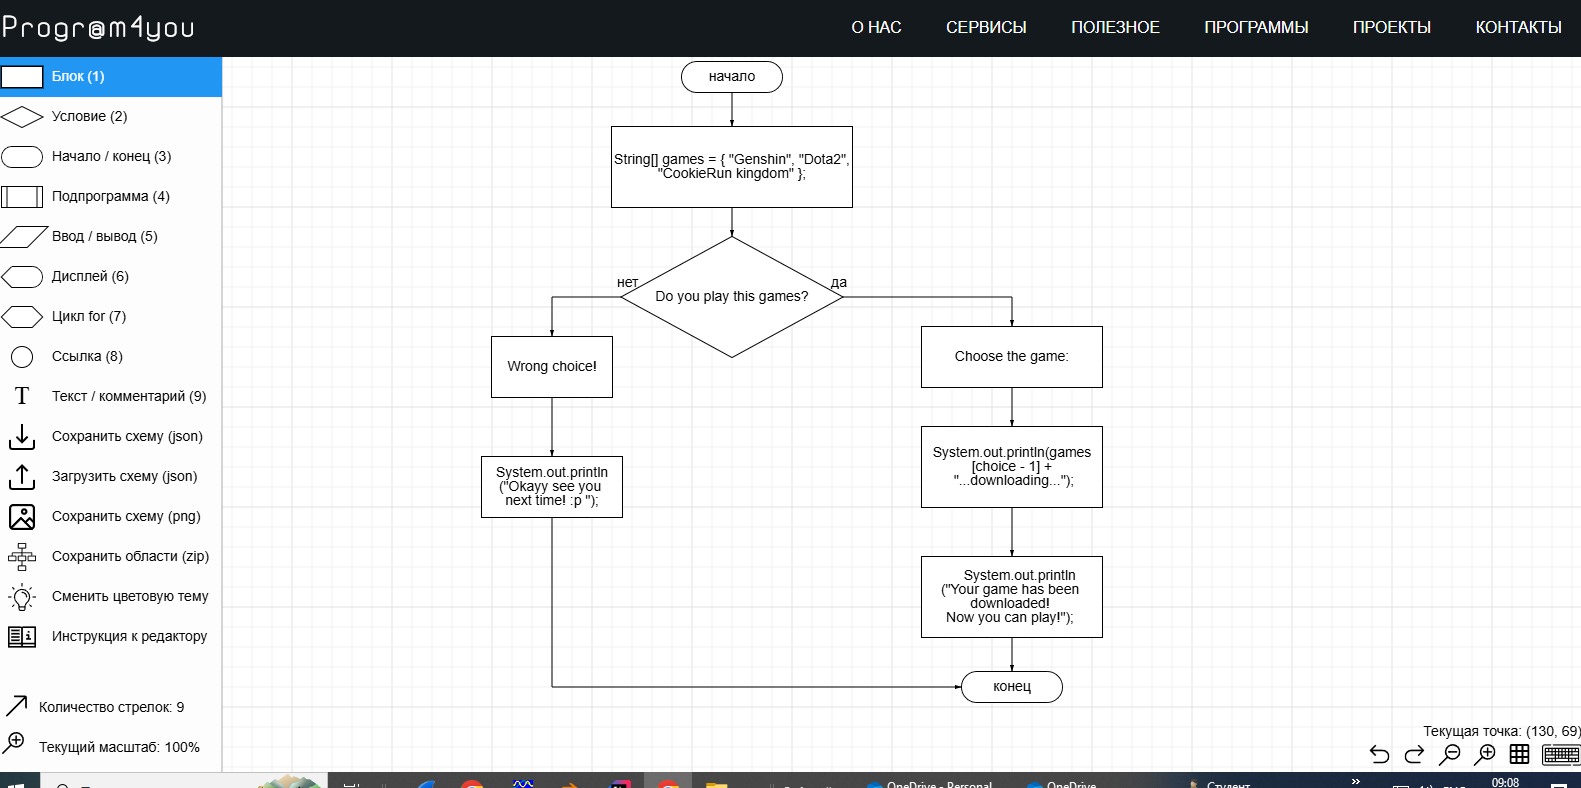 Progr@m4you
О НАС
СЕРВИСЫ
ПОЛЕЗНОЕ
ПРОГРАММЫ
ПРОЕКТЫ
КОНТАКТЫ
Блок (1)
Условие (2)
Начало / конец (3)
Подпрограмма (4)
Ввод / вывод (5)
Дисплей (6)
Цикл for (7)
Ссылка (8)
T
Текст / комментарий (9)
Сохранить схему (json)
Загрузить схему (json)
Сохранить схему (png)
Сохранить области (zip)
Сменить цветовую тему
Инструкция к редактору
Количество стрелок: 9
Текущий масштаб: 100%
начало
String[] games = { "Genshin", "Dota2",
"CookieRun kingdom" };
нет
Do you play this games?
да
Wrong choice!
System.out.println
("Okayy see you
next time! :p ");
Choose the game:
System.out.println(games
[choice - 1] +
"...downloading...");
System.out.println
("Your game has been
downloaded!
Now you can play!");
конец
Текущая точка: (130, 69)
OneDrive - Personal
OneDrive
Студент
09:08